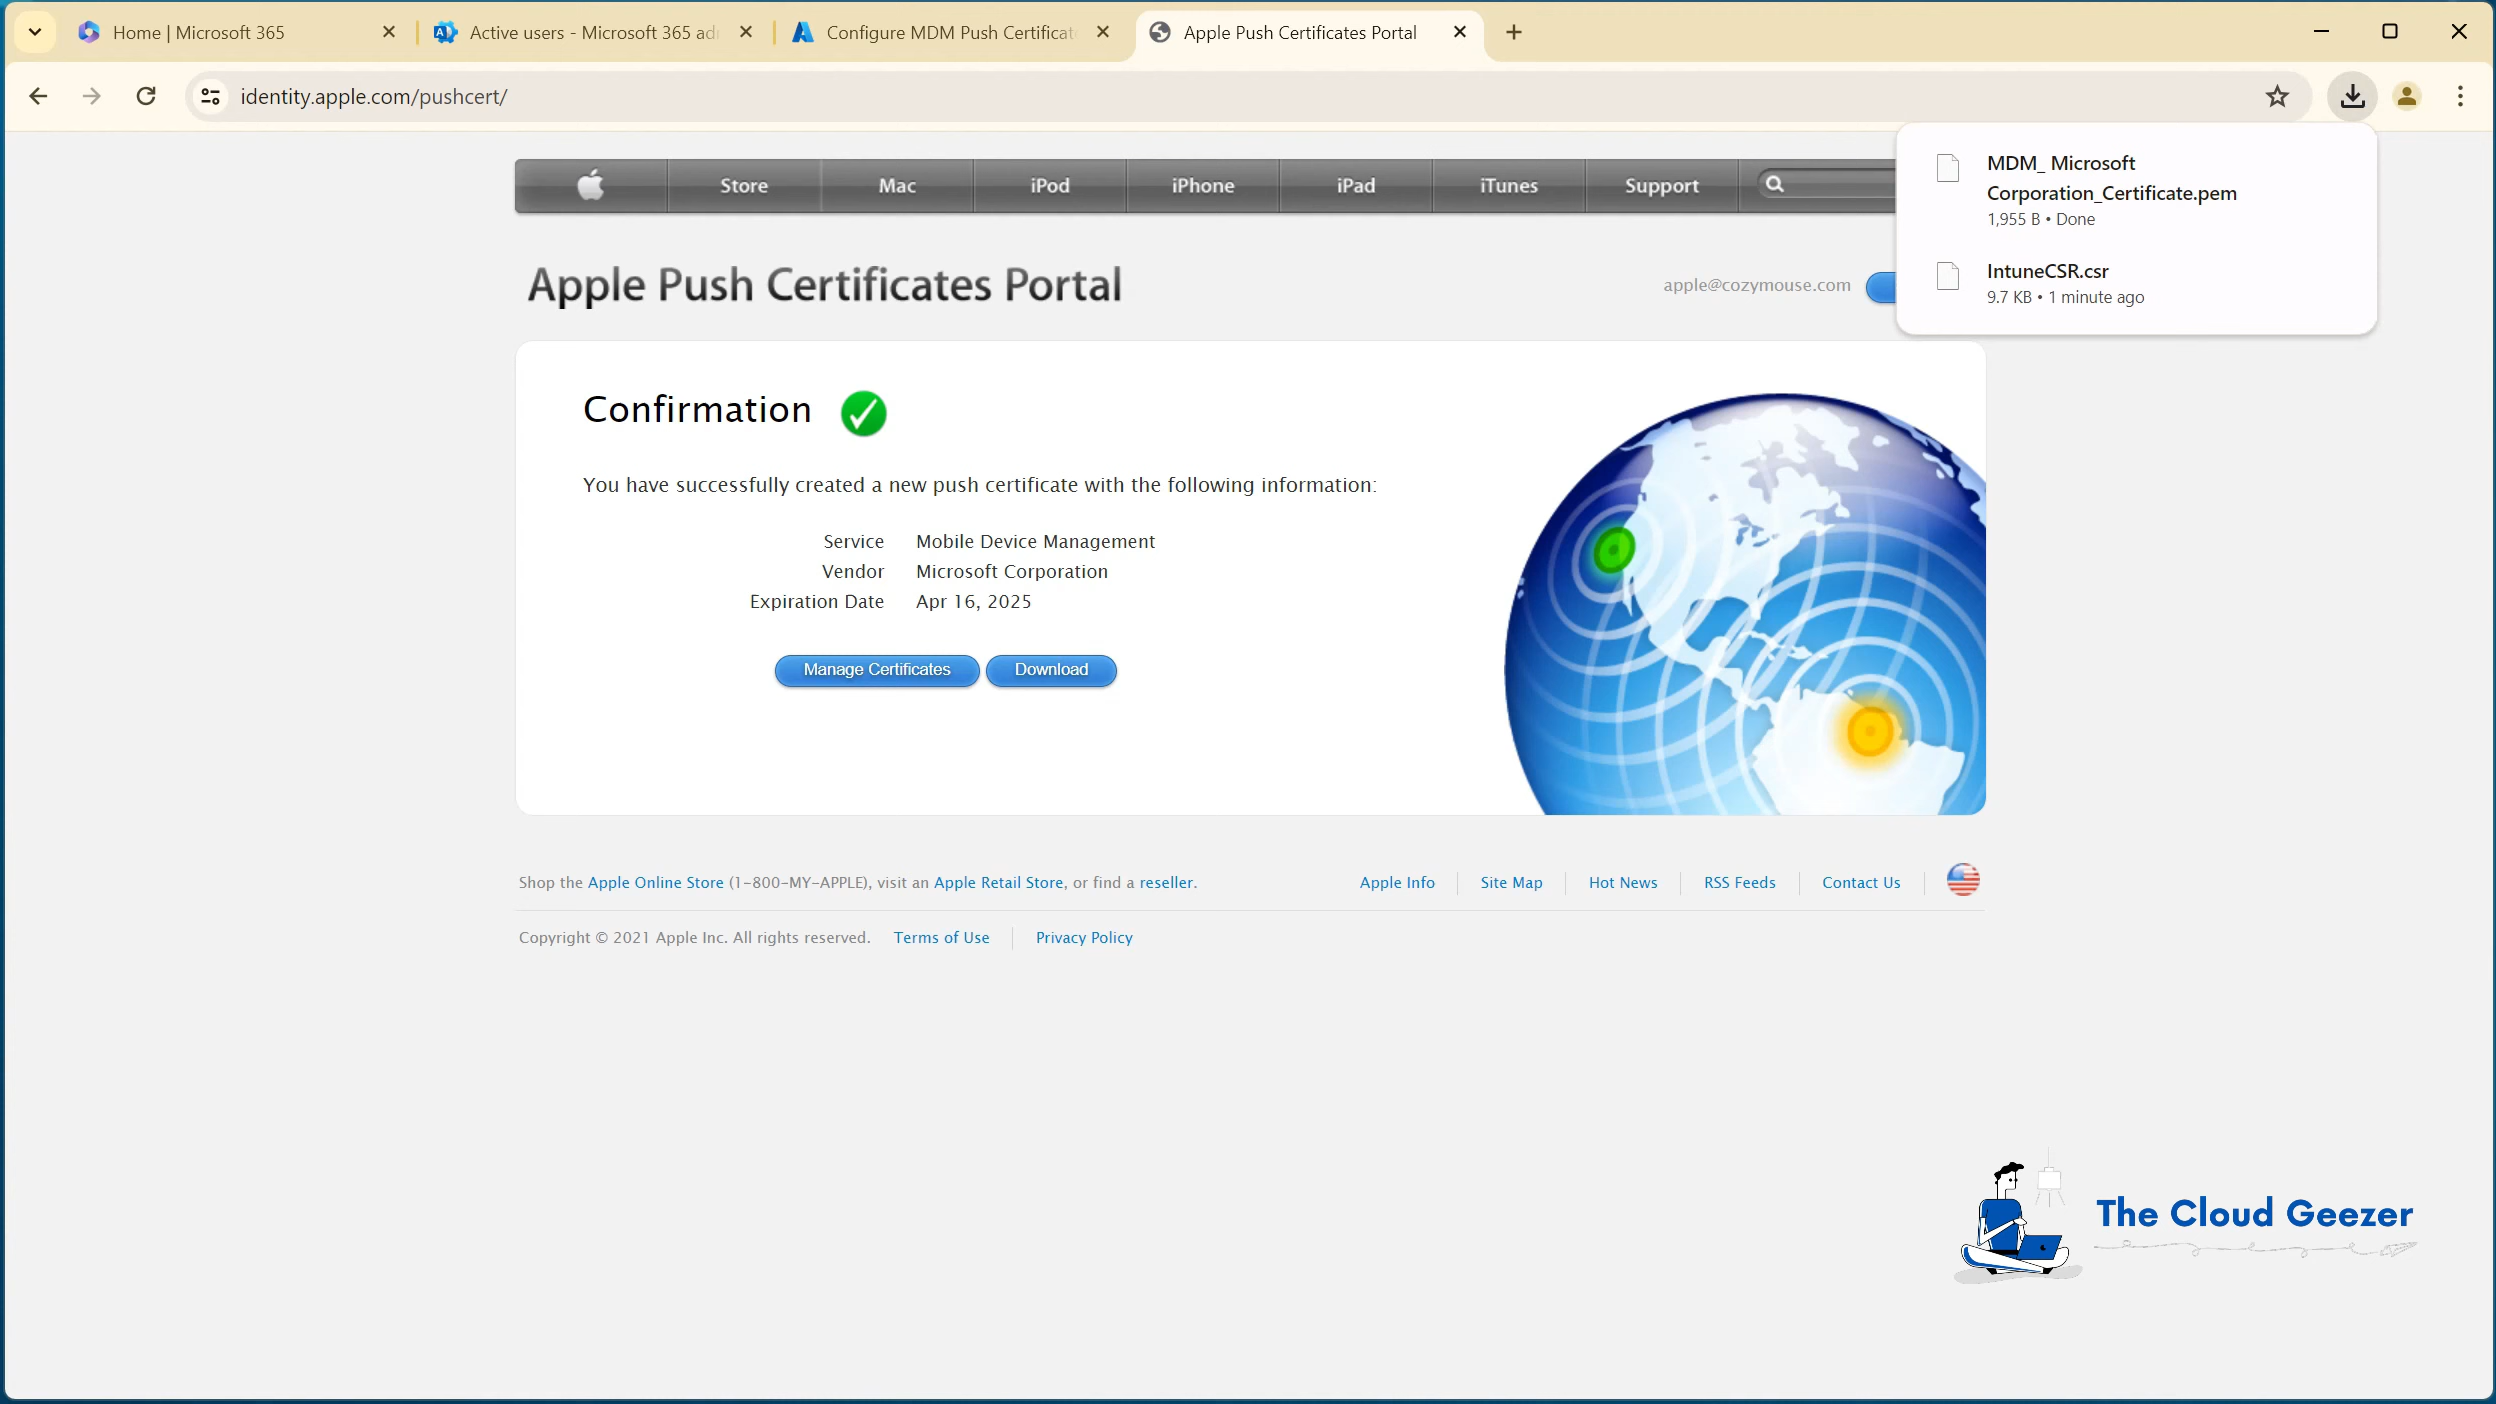 Home | Microsoft 365
Active users - Microsoft 365 ad
Configure MDM Push Certificat
Apple Push Certificates Portal
identity.apple.com/pushcert/
MDM_ Microsoft
Corporation_Certificate.pem
1,955 B • Done
IntuneCSR.csr
9.7 KB • 1 minute ago
Store
Mac
iPod
iPhone
iPad
iTunes
Support
Apple Push Certificates Portal
apple@cozymouse.com
Confirmation
You have successfully created a new push certificate with the following information:
Service Mobile Device Management
Vendor Microsoft Corporation
Expiration Date Apr 16, 2025
Manage Certificates
Download
Shop the Apple Online Store (1-800-MY-APPLE), visit an Apple Retail Store, or find a reseller.
Apple Info
Site Map
Hot News
RSS Feeds
Contact Us
Copyright © 2021 Apple Inc. All rights reserved.
Terms of Use
Privacy Policy
The Cloud Geezer